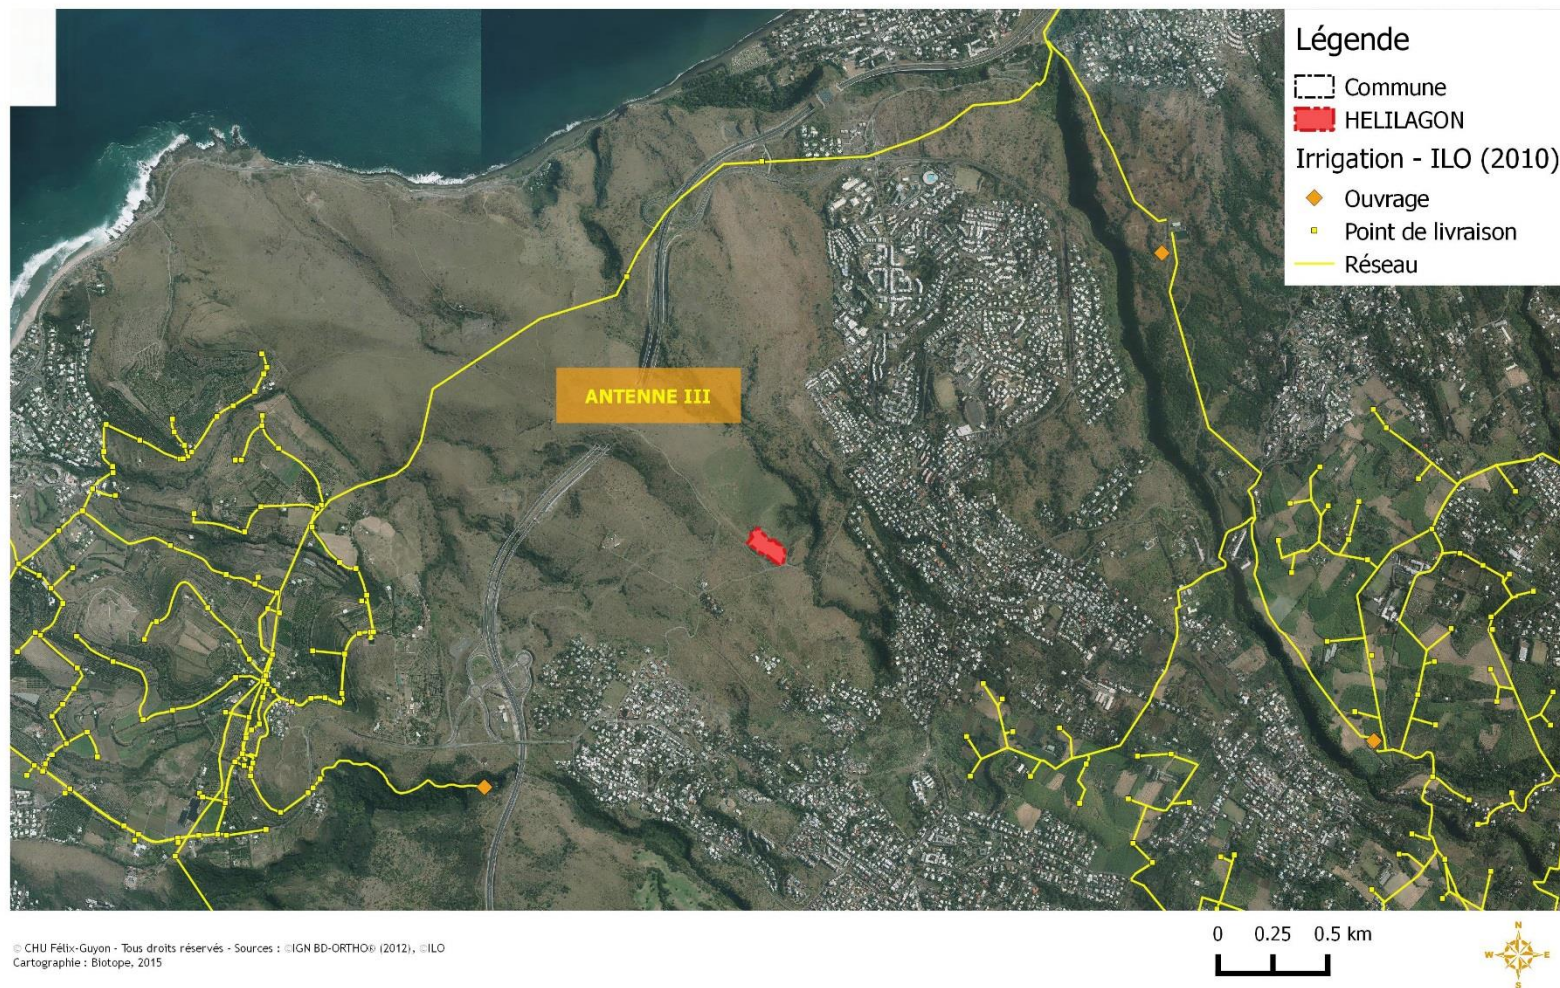 Légende
Commune
HELILAGON
Irrigation - ILO (2010)
Ouvrage
Point de livraison
Réseau
ANTENNE III
© CHU Félix-Guyon - Tous droits réservés - Sources : ©IGN BD-ORTHO® (2012), ©ILO
Cartographie : Biotope, 2015
0 0.25 0.5 km
N
W E
S